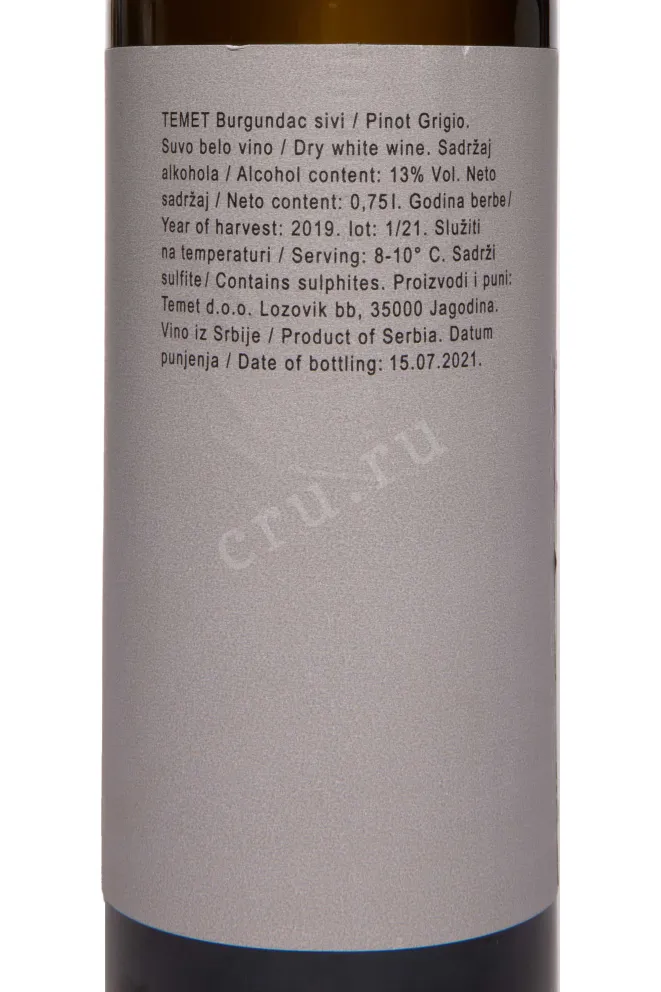 TEMET Burgundac sivi / Pinot Grigio.
Suvo belo vino / Dry white wine. Sadržaj
alkohola / Alcohol content: 13% Vol. Neto
sadržaj / Neto content: 0,75l. Godina berbe/
Year of harvest: 2019. lot: 1/21. Služiti
na temperaturi / Serving: 8-10° C. Sadrži
sulfite/ Contains sulphites. Proizvodi i puni:
Temet d.o.o. Lozovik bb, 35000 Jagodina.
Vino iz Srbije / Product of Serbia. Datum
punjenja / Date of bottling: 15.07.2021.
cru.ru